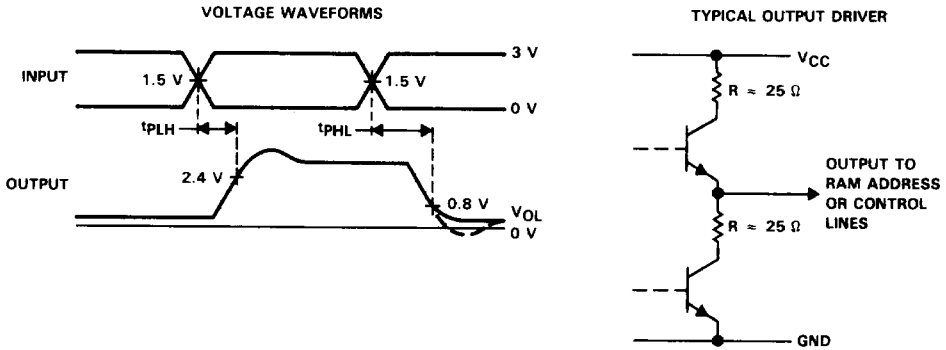 VOLTAGE WAVEFORMS
INPUT
3 V
1.5 V
1.5 V
0 V
tPLH
tPHL
OUTPUT
2.4 V
0.8 V
VOL
0 V
TYPICAL OUTPUT DRIVER
VCC
R ≈ 25 Ω
OUTPUT TO
RAM ADDRESS
OR CONTROL
LINES
R ≈ 25 Ω
GND